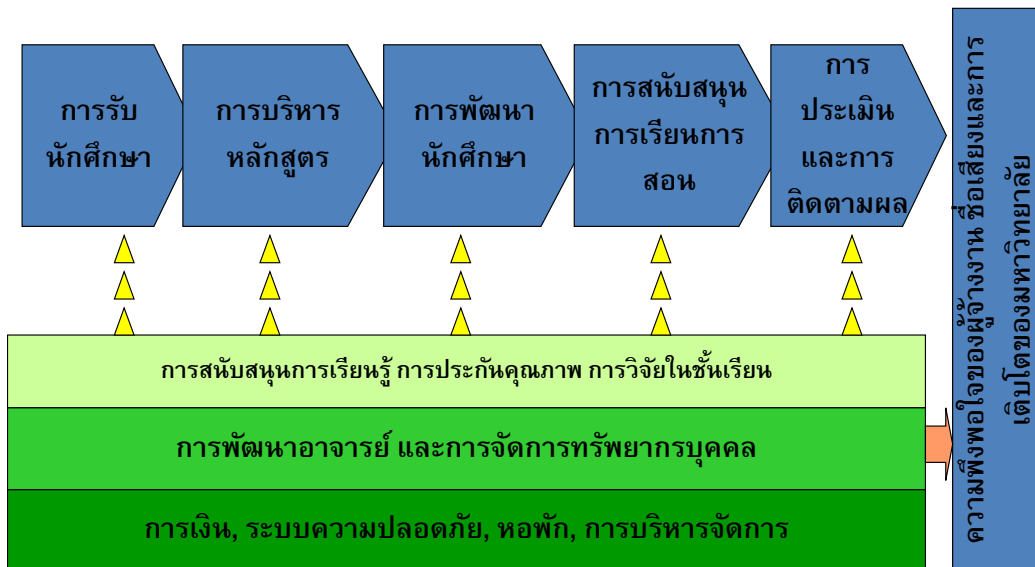 การรับ
นักศึกษา
การบริหาร
หลักสูตร
การพัฒนา
นักศึกษา
การสนับสนุน
การเรียนการ
สอน
การ
ประเมิน
และการ
ติดตามผล
ความพึงพอใจของผู้จ้างงาน ชื่อเสียงและการ
เติบโตของมหาวิทยาลัย
การสนับสนุนการเรียนรู้ การประกันคุณภาพ การวิจัยในชั้นเรียน
การพัฒนาอาจารย์ และการจัดการทรัพยากรบุคคล
การเงิน, ระบบความปลอดภัย, หอพัก, การบริหารจัดการ